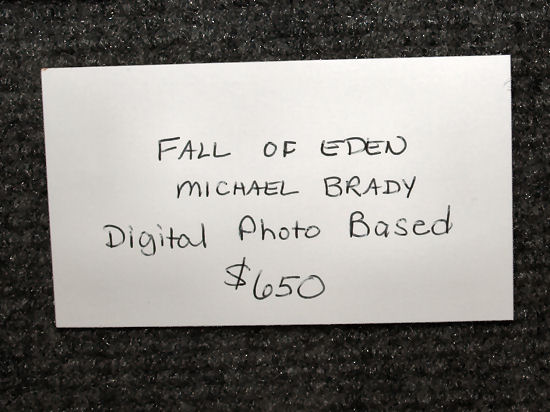 FALL OF EDEN
MICHAEL BRADY
Digital Photo Based
$650